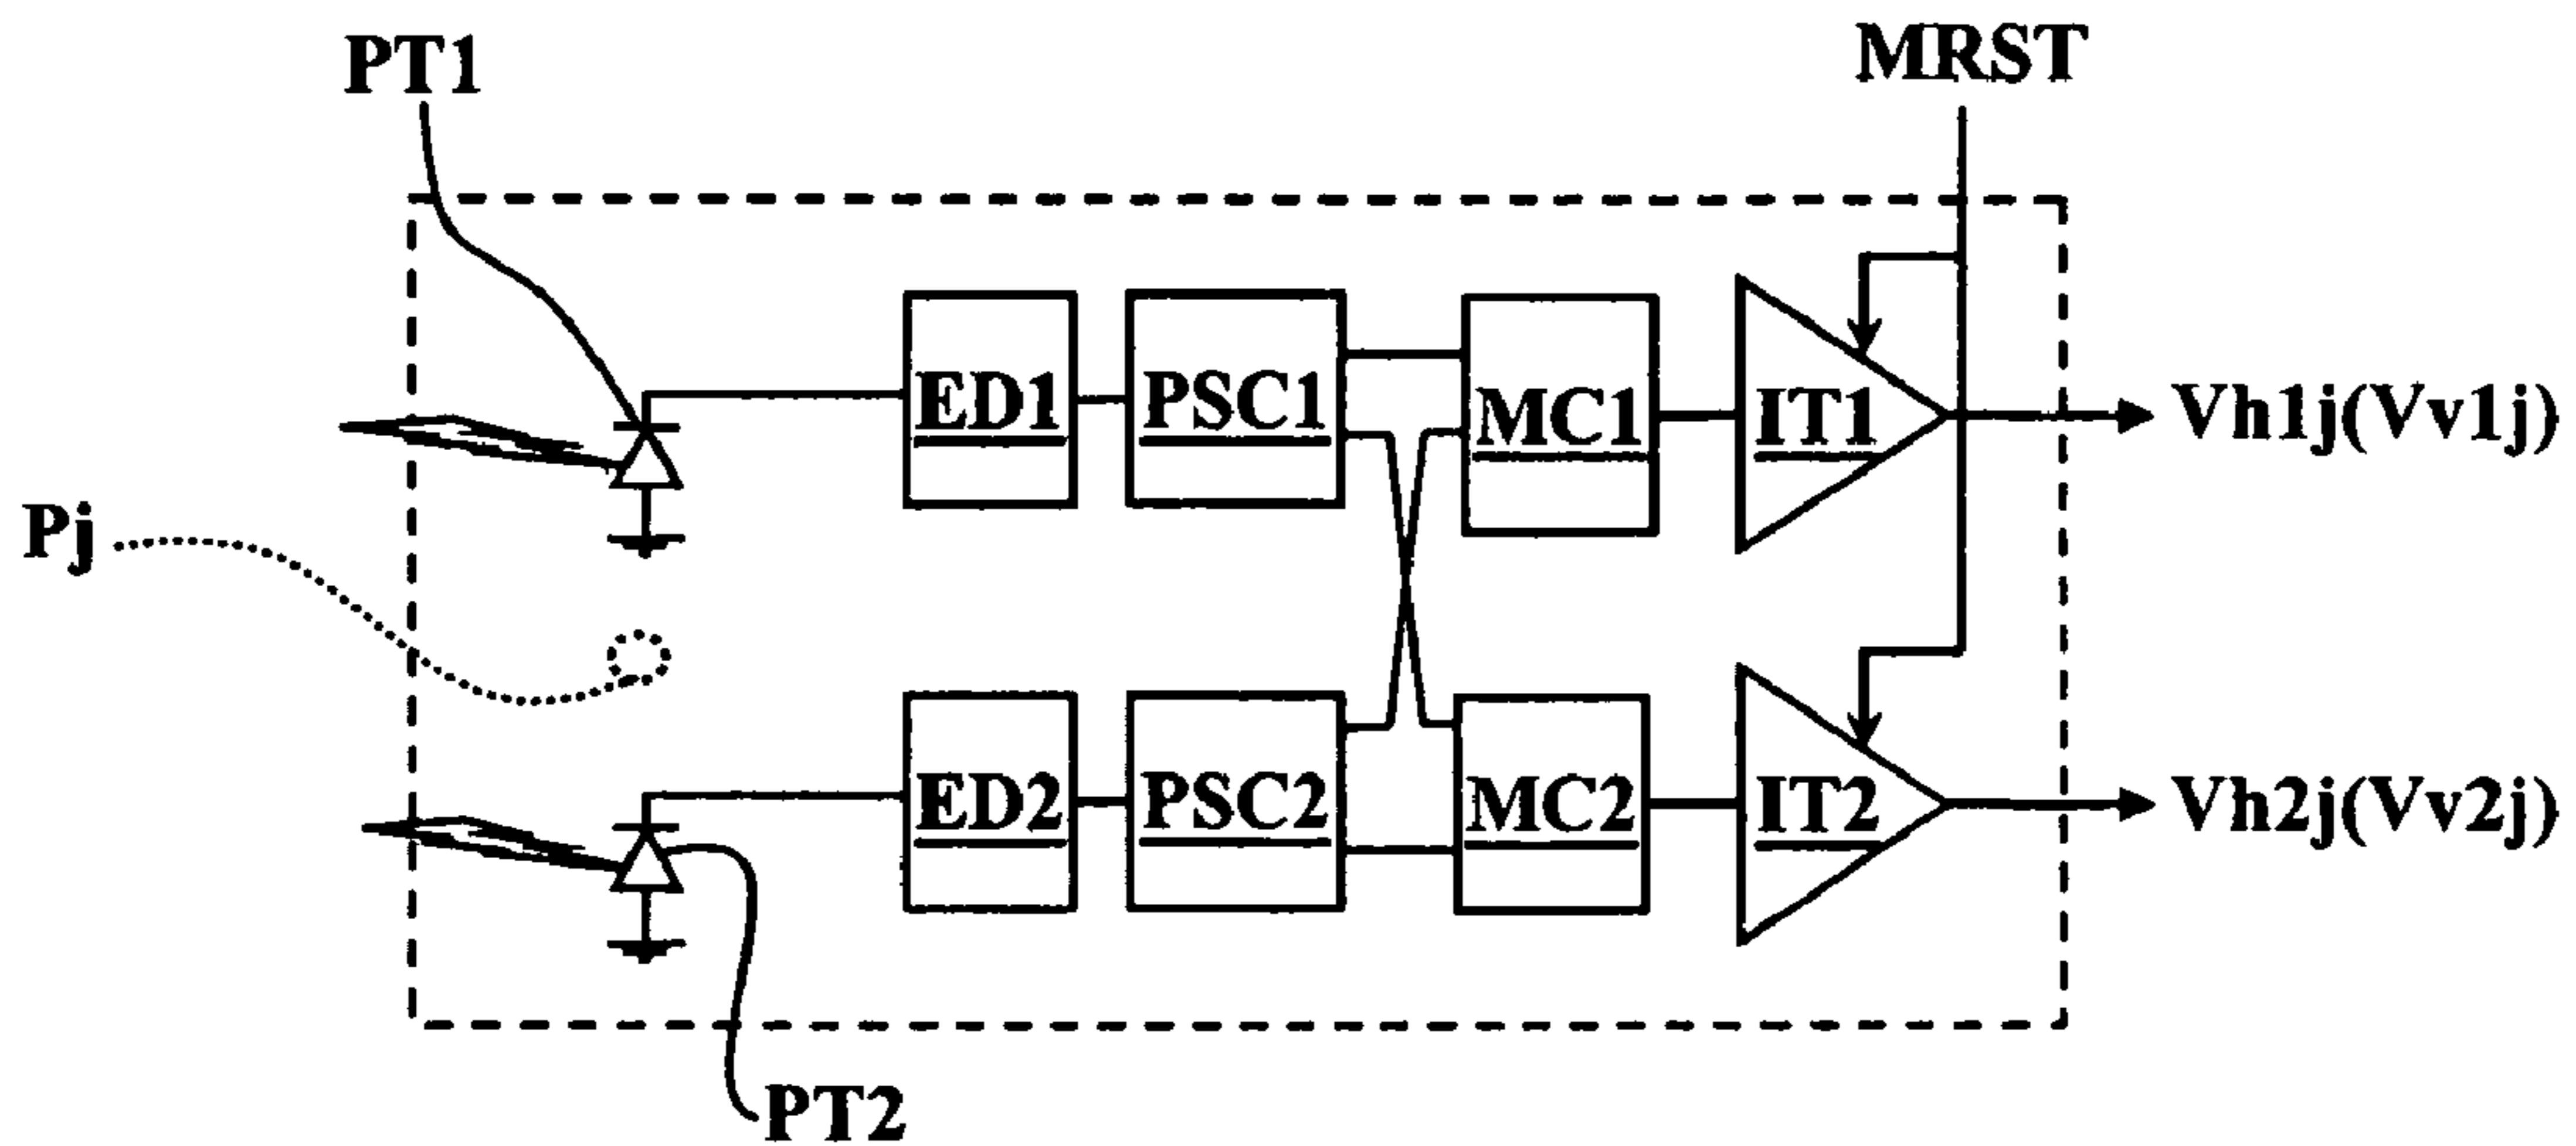 PT1
MRST
ED1
PSC1
MC1
IT1
Vh1j(Vv1j)
Pj
ED2
PSC2
MC2
IT2
Vh2j(Vv2j)
PT2